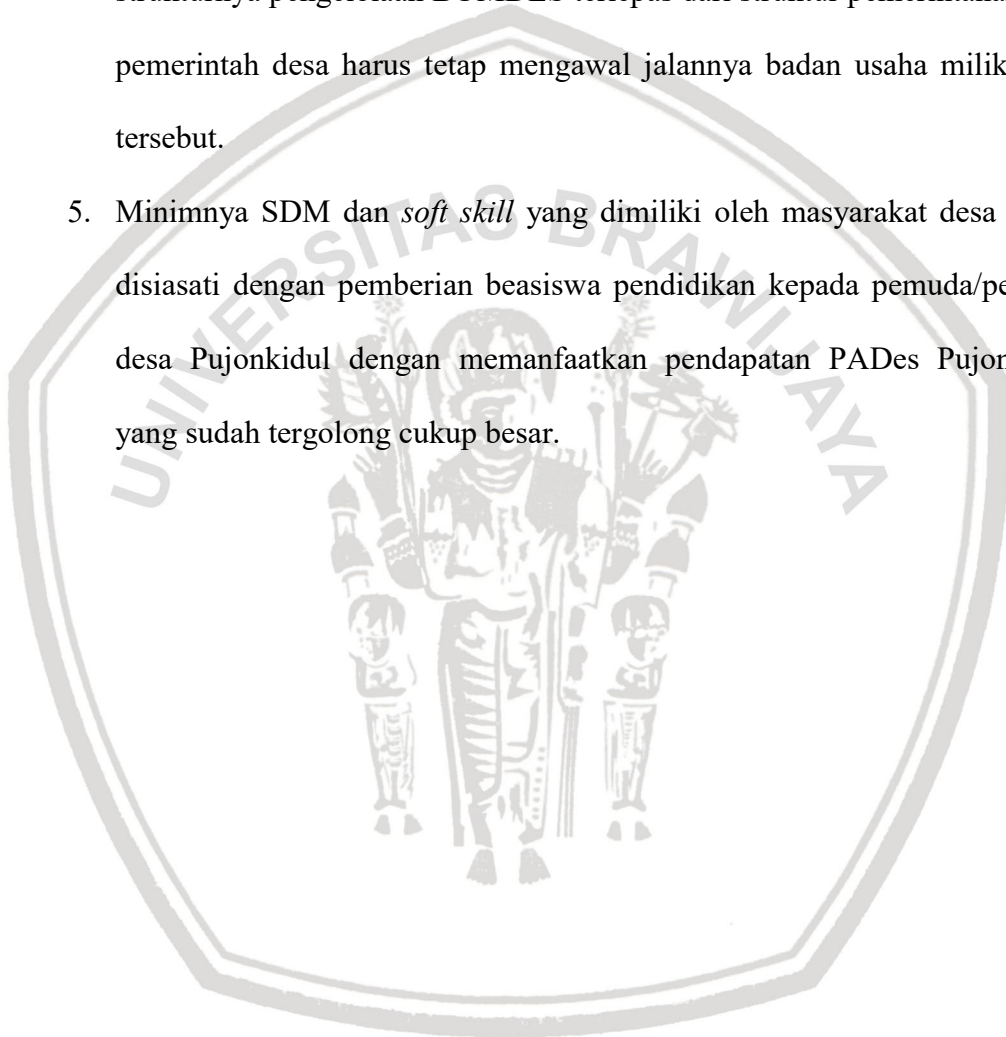 pemerintah desa harus tetap mengawal jalannya badan usaha milik
tersebut.
5. Minimnya SDM dan soft skill yang dimiliki oleh masyarakat desa
disiasati dengan pemberian beasiswa pendidikan kepada pemuda/pe
desa Pujonkidul dengan memanfaatkan pendapatan PADes Pujon
yang sudah tergolong cukup besar.
UNIVERSITAS BRAWIJAYA